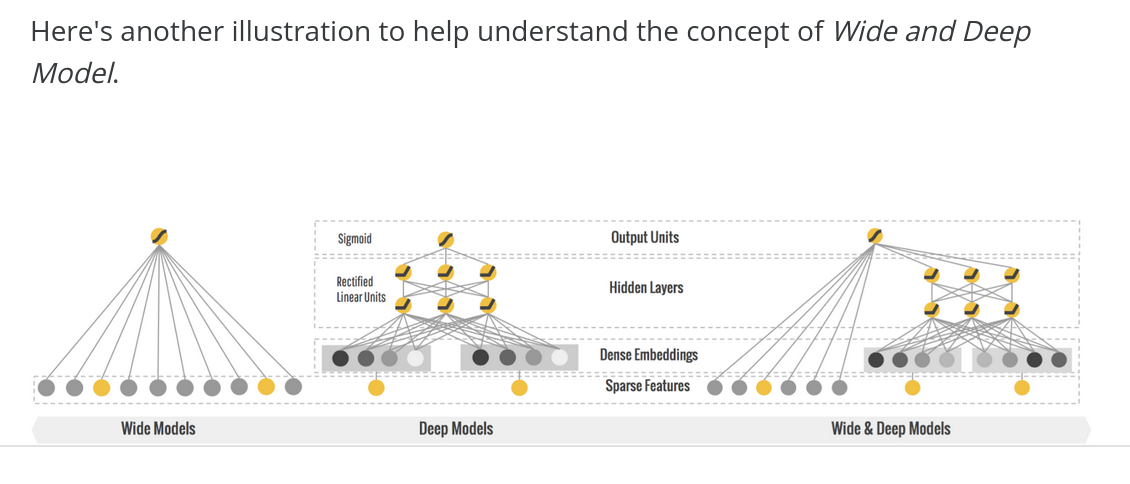 Here's another illustration to help understand the concept of Wide and Deep
Model.
Sigmoid
Output Units
Rectified
Linear Units
Hidden Layers
Dense Embeddings
Sparse Features
Wide Models
Deep Models
Wide & Deep Models